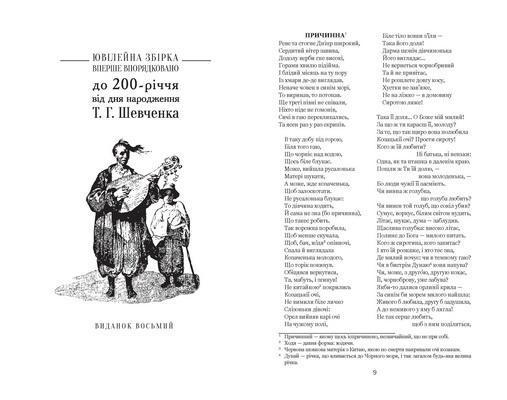 ЮВІЛЕЙНА ЗБІРКА
ВПЕРШЕ ВПОРЯДКОВАНО
до 200-річчя
від дня народження
Т. Г. Шевченка
ВИДАНОК ВОСЬМИЙ
ПРИЧИННА¹
Реве та стогне Дніпр широкий,
Сердитий вітер завива,
Додолу верби гне високі,
Горами хвилю підійма.
І блідий місяць на ту пору
Із хмари де-де виглядав,
Неначе човен в синім морі,
То виринав, то потопав.
Ще треті півні не співали,
Ніхто ніде не гомонів,
Сичі в гаю перекликались,
Та ясен раз у раз скрипів.
В таку добу під горою,
Біля того гаю,
Що чорніє над водою,
Щось біле блукає.
Може, вийшла русалонька
Матері шукати,
А може, жде козаченька,
Щоб залоскотати.
Не русалонька блукає:
То дівчина ходить,
Й сама не зна (бо причинна),
Що такеє робить.
Так ворожка поробила,
Щоб менше скучала,
Щоб, бач, ходя² опівночі,
Спала й виглядала
Козаченька молодого,
Що торік покинув.
Обіщався вернутися,
Та, мабуть, і згинув!
Не китайкою³ покрились
Козацькії очі,
Не вимили біле личко
Слізоньки дівочі:
Орел вийняв карі очі
На чужому полі,
Біле тіло вовки з'їли —
Така його доля!
Дарма щоніч дівчинонька
Його виглядає...
Не вернеться чорнобривий
Та й не привітає,
Не розплете довгу косу,
Хустки не зав'яже,
Не на ліжко — в домовину
Сиротою ляже!
Така її доля... О Боже мій милий!
За що ж ти караєш її, молоду?
За те, що так щиро вона полюбила
Козацькії очі? Прости сироту!
Кого ж їй любити?
Ні батька, ні неньки:
Одна, як та пташка в далекім краю.
Пошли ж Ти їй долю, —
вона молоденька, —
Бо люди чужії її засміють.
Чи винна ж голубка,
що голуба любить?
Чи винен той голуб, що сокіл убив?
Сумує, воркує, білим світом нудить,
Літає, шукає, дума — заблудив.
Щаслива голубка: високо літає,
Полине до Бога — милого питать.
Кого ж сиротина, кого запитає?
І хто їй розкаже, і хто теє зна,
Де милий ночує: чи в темному гаю?
Чи в бистрім Дунаю⁴ коня напува?
Чи, може, з другою, другую кохає,
Її, чорнобриву, уже забува?
Якби-то далися орлинії крила —
За синім би морем милого найшла;
Живого б любила, другу б задушила,
А до неживого у яму б лягла!
Не так серце любить,
щоб з ким поділиться,
¹ Причинний — якому щось (с)причинено, незвичайний, що не при собі.
² Ходя — давня форма: ходячи.
³ Червона шовкова матерія з Китаю, якою по смерти накривали очі козакам.
⁴ Дунай — річка, що вливається до Чорного моря, і так загалом будь-яка велика
річка.
9